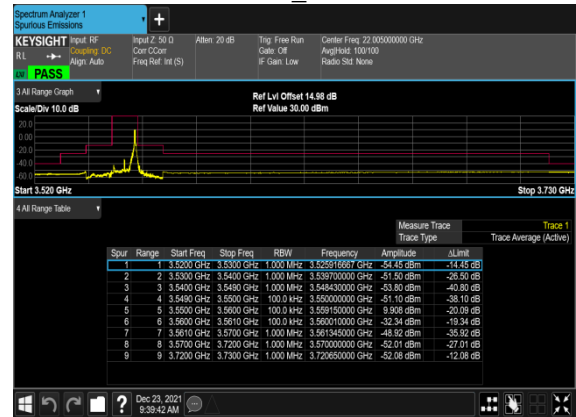 Spectrum Analyzer 1
Spurious Emissions
KEYSIGHT Input: RF Input Z: 50 Ω Atten: 20 dB Trig: Free Run Center Freq: 22.005000000 GHz
RL Coupling: DC Corr CCorr Gate: Off Avg|Hold: 100/100
Align: Auto Freq Ref: Int (S) IF Gain: Low Radio Std: None
PASS
3 All Range Graph Ref Lvl Offset 14.98 dB
Scale/Div 10.0 dB Ref Value 30.00 dBm
20.0
0.00
-20.0
-40.0
-60.0
Start 3.520 GHz Stop 3.730 GHz
4 All Range Table
Measure Trace Trace 1
Trace Type Trace Average (Active)
Spur Range Start Freq Stop Freq RBW Frequency Amplitude ΔLimit
1 1 3.5200 GHz 3.5300 GHz 1.000 MHz 3.525916667 GHz -54.45 dBm -14.45 dB
2 2 3.5300 GHz 3.5400 GHz 1.000 MHz 3.539700000 GHz -51.50 dBm -26.50 dB
3 3 3.5400 GHz 3.5490 GHz 1.000 MHz 3.548430000 GHz -53.80 dBm -40.80 dB
4 4 3.5490 GHz 3.5500 GHz 100.0 kHz 3.550000000 GHz -51.10 dBm -38.10 dB
5 5 3.5500 GHz 3.5600 GHz 100.0 kHz 3.559150000 GHz 9.908 dBm -20.09 dB
6 6 3.5600 GHz 3.5610 GHz 100.0 kHz 3.560010000 GHz -32.34 dBm -19.34 dB
7 7 3.5610 GHz 3.5700 GHz 1.000 MHz 3.561345000 GHz -48.92 dBm -35.92 dB
8 8 3.5700 GHz 3.7200 GHz 1.000 MHz 3.570000000 GHz -52.01 dBm -27.01 dB
9 9 3.7200 GHz 3.7300 GHz 1.000 MHz 3.720650000 GHz -52.08 dBm -12.08 dB
Dec 23, 2021
9:39:42 AM